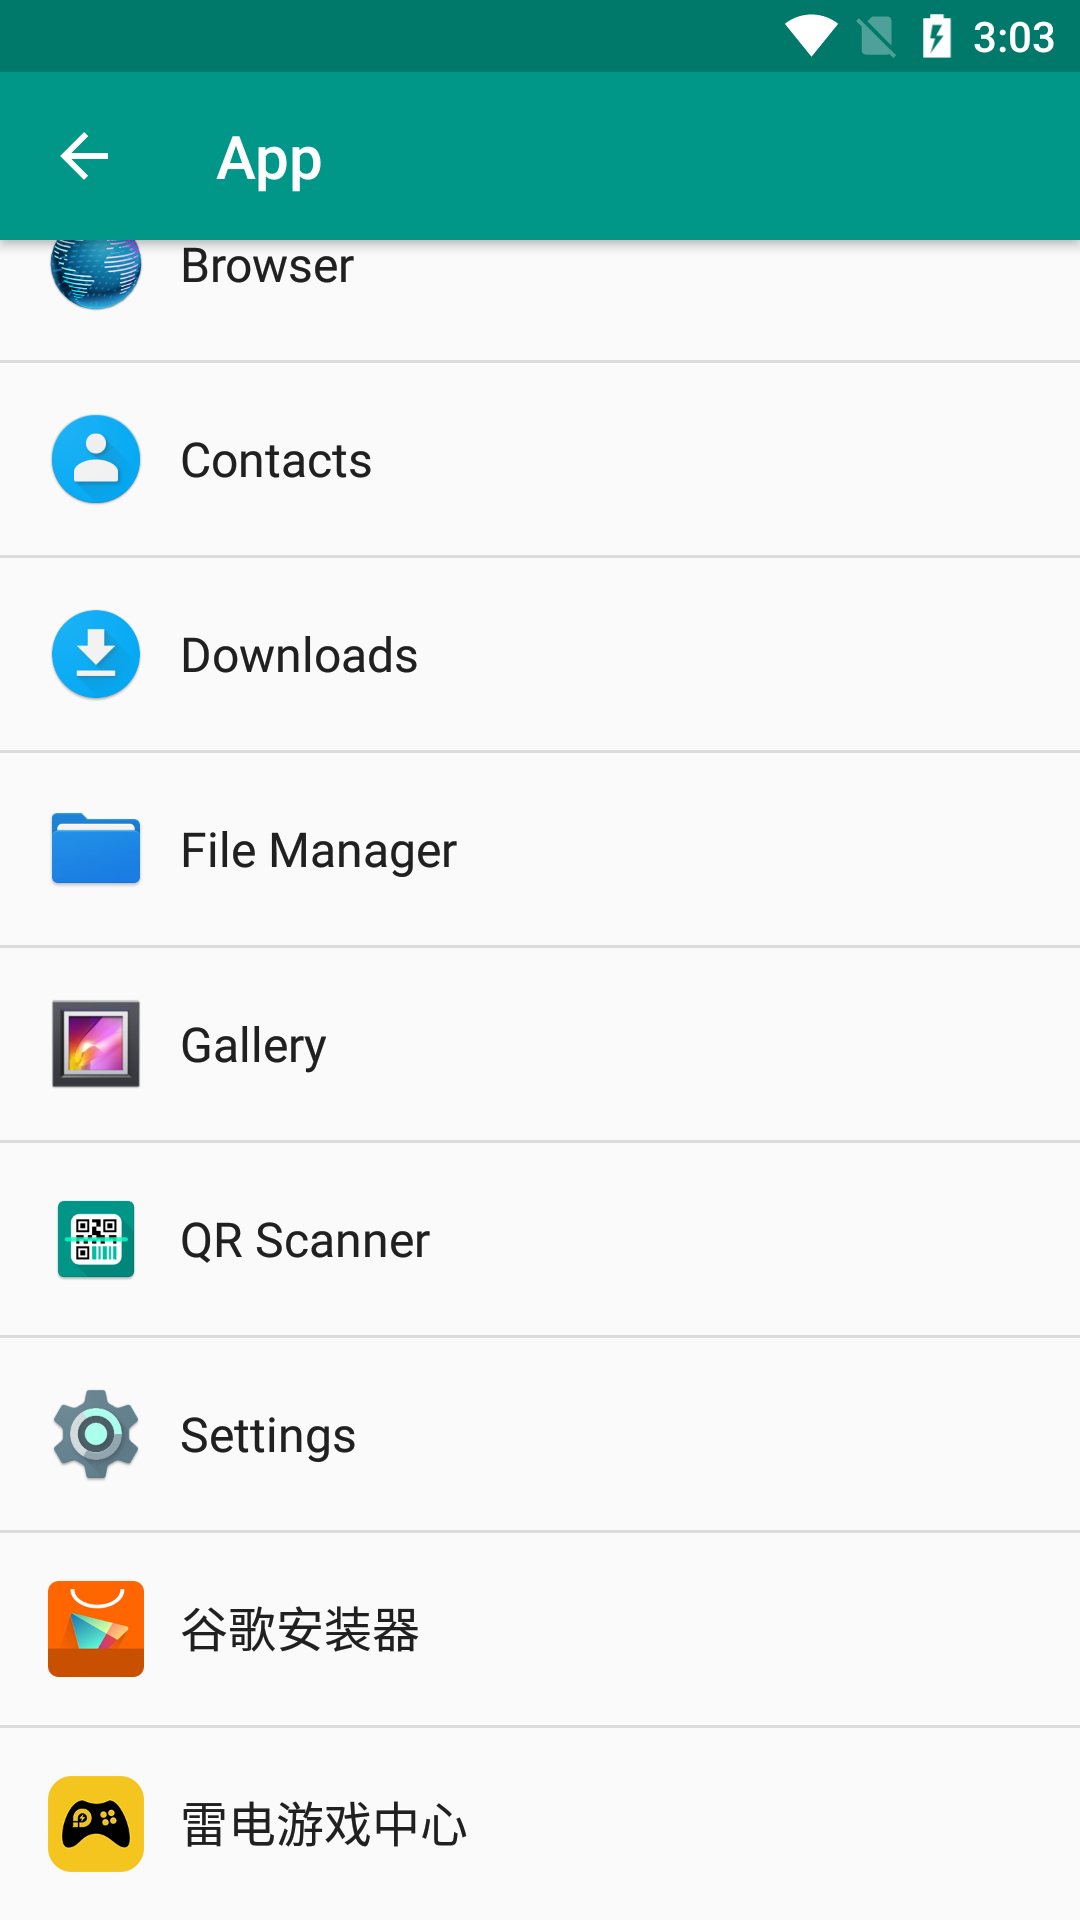 3:03
App
Browser
Contacts
Downloads
File Manager
Gallery
QR Scanner
Settings
谷歌安装器
雷电游戏中心